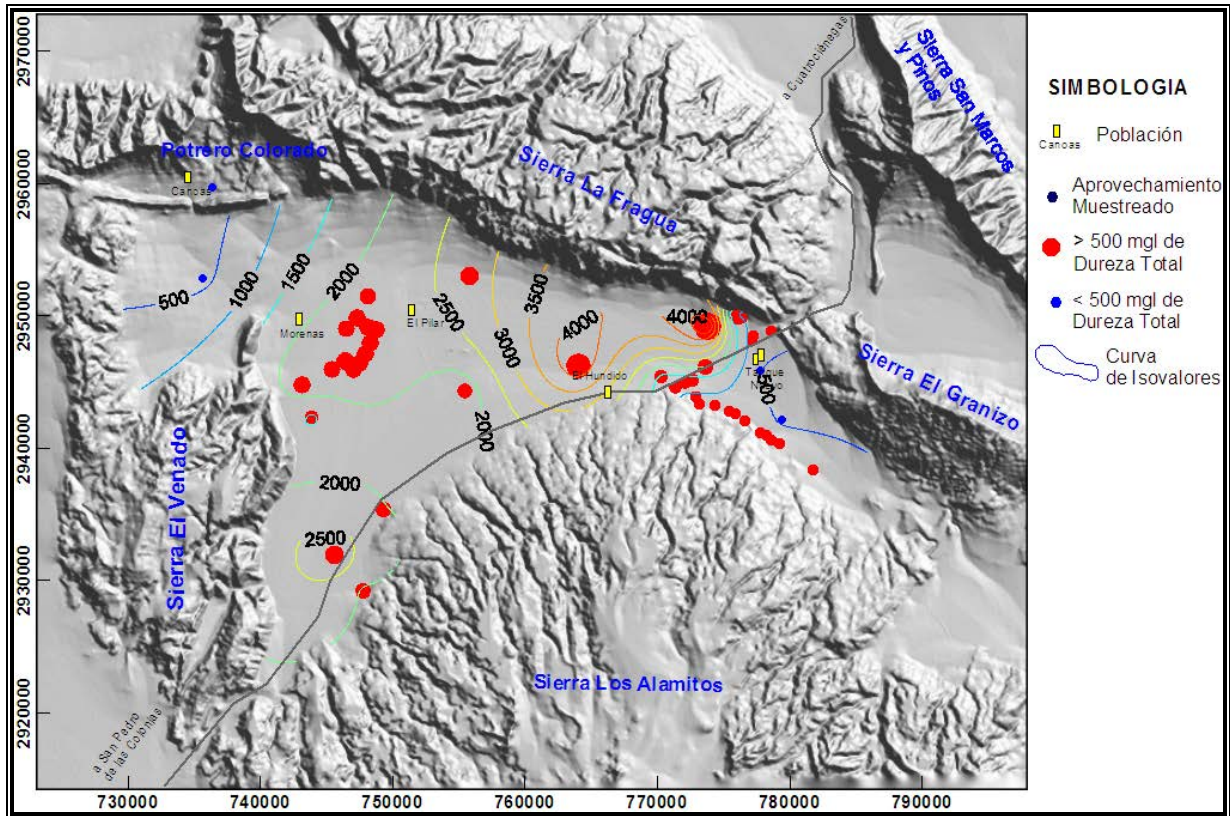 2970000
2960000
2950000
2940000
2930000
2920000
730000
740000
750000
760000
770000
780000
790000
Potrero Colorado
Canoas
Sierra La Fragua
a Cuatrociénegas
Sierra San Marcos
y Pinos
500
1000
1500
2000
2500
3000
3500
4000
4000
Morenas
El Pilar
El Hundido
Tanque
Nuevo
500
Sierra El Granizo
2000
Sierra El Venado
2000
2500
Sierra Los Alamitos
a San Pedro
de las Colonias
SIMBOLOGIA
Canoas
Población
Aprovechamiento
Muestreado
> 500 mgl de
Dureza Total
< 500 mgl de
Dureza Total
Curva
de Isovalores